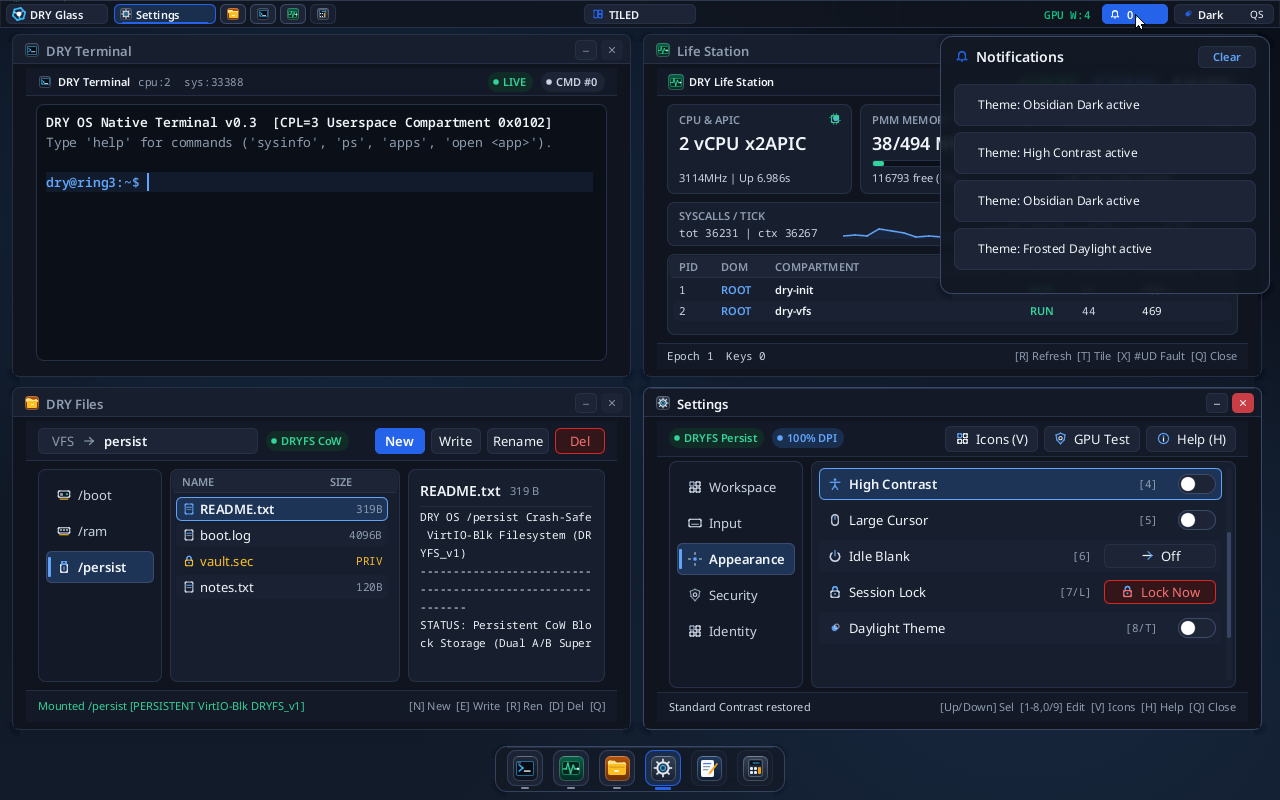 DRY Glass
Settings
TILED
GPU W:4
0
Dark
QS
DRY Terminal
DRY Terminal cpu:2 sys:33388
LIVE
CMD #0
DRY OS Native Terminal v0.3 [CPL=3 Userspace Compartment 0x0102]
Type 'help' for commands ('sysinfo', 'ps', 'apps', 'open <app>').
dry@ring3:~$
Life Station
DRY Life Station
CPU & APIC
2 vCPU x2APIC
3114MHz | Up 6.986s
PMM MEMOR
38/494 M
116793 free (
SYSCALLS / TICK
tot 36231 | ctx 36267
PID DOM COMPARTMENT
1 ROOT dry-init
2 ROOT dry-vfs RUN 44 469
Epoch 1 Keys 0
[R] Refresh [T] Tile [X] #UD Fault [Q] Close
Notifications
Clear
Theme: Obsidian Dark active
Theme: High Contrast active
Theme: Obsidian Dark active
Theme: Frosted Daylight active
DRY Files
VFS → persist
DRYFS CoW
New
Write
Rename
Del
/boot
/ram
/persist
NAME SIZE
README.txt 319B
boot.log 4096B
vault.sec PRIV
notes.txt 120B
README.txt 319 B
DRY OS /persist Crash-Safe
VirtIO-Blk Filesystem (DR
YFS_v1)
--------------------------
--------------------------
-------
STATUS: Persistent CoW Blo
ck Storage (Dual A/B Super
Mounted /persist [PERSISTENT VirtIO-Blk DRYFS_v1]
[N] New [E] Write [R] Ren [D] Del [Q]
Settings
DRYFS Persist
100% DPI
Icons (V)
GPU Test
Help (H)
Workspace
Input
Appearance
Security
Identity
High Contrast [4]
Large Cursor [5]
Idle Blank [6] → Off
Session Lock [7/L] Lock Now
Daylight Theme [8/T]
Standard Contrast restored
[Up/Down] Sel [1-8,0/9] Edit [V] Icons [H] Help [Q] Close